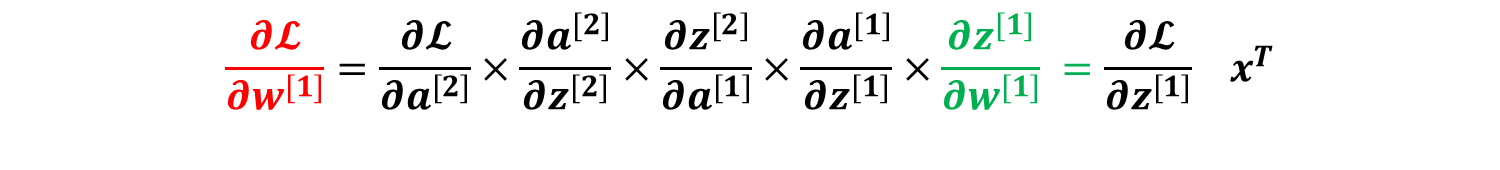 ∂ℒ/∂w^[1] = ∂ℒ/∂a^[2] × ∂a^[2]/∂z^[2] × ∂z^[2]/∂a^[1] × ∂a^[1]/∂z^[1] × ∂z^[1]/∂w^[1] = ∂ℒ/∂z^[1] x^T